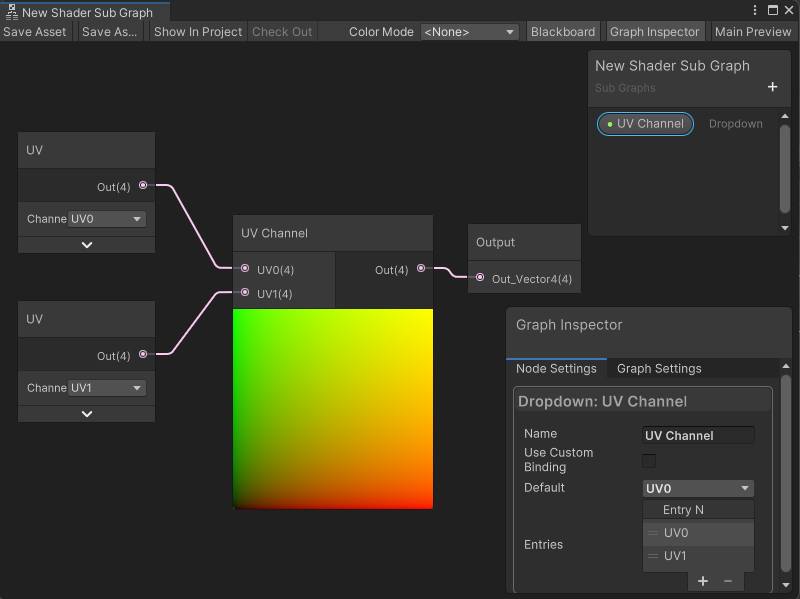 New Shader Sub Graph
Save Asset Save As... Show In Project Check Out Color Mode <None> Blackboard Graph Inspector Main Preview
New Shader Sub Graph
Sub Graphs
+
UV Channel Dropdown
UV
Out(4)
Channe UV0
UV
Out(4)
Channe UV1
UV Channel
UV0(4) Out(4)
UV1(4)
Output
Out_Vector4(4)
Graph Inspector
Node Settings Graph Settings
Dropdown: UV Channel
Name UV Channel
Use Custom
Binding
Default UV0
Entry N
Entries
UV0
UV1
+ −